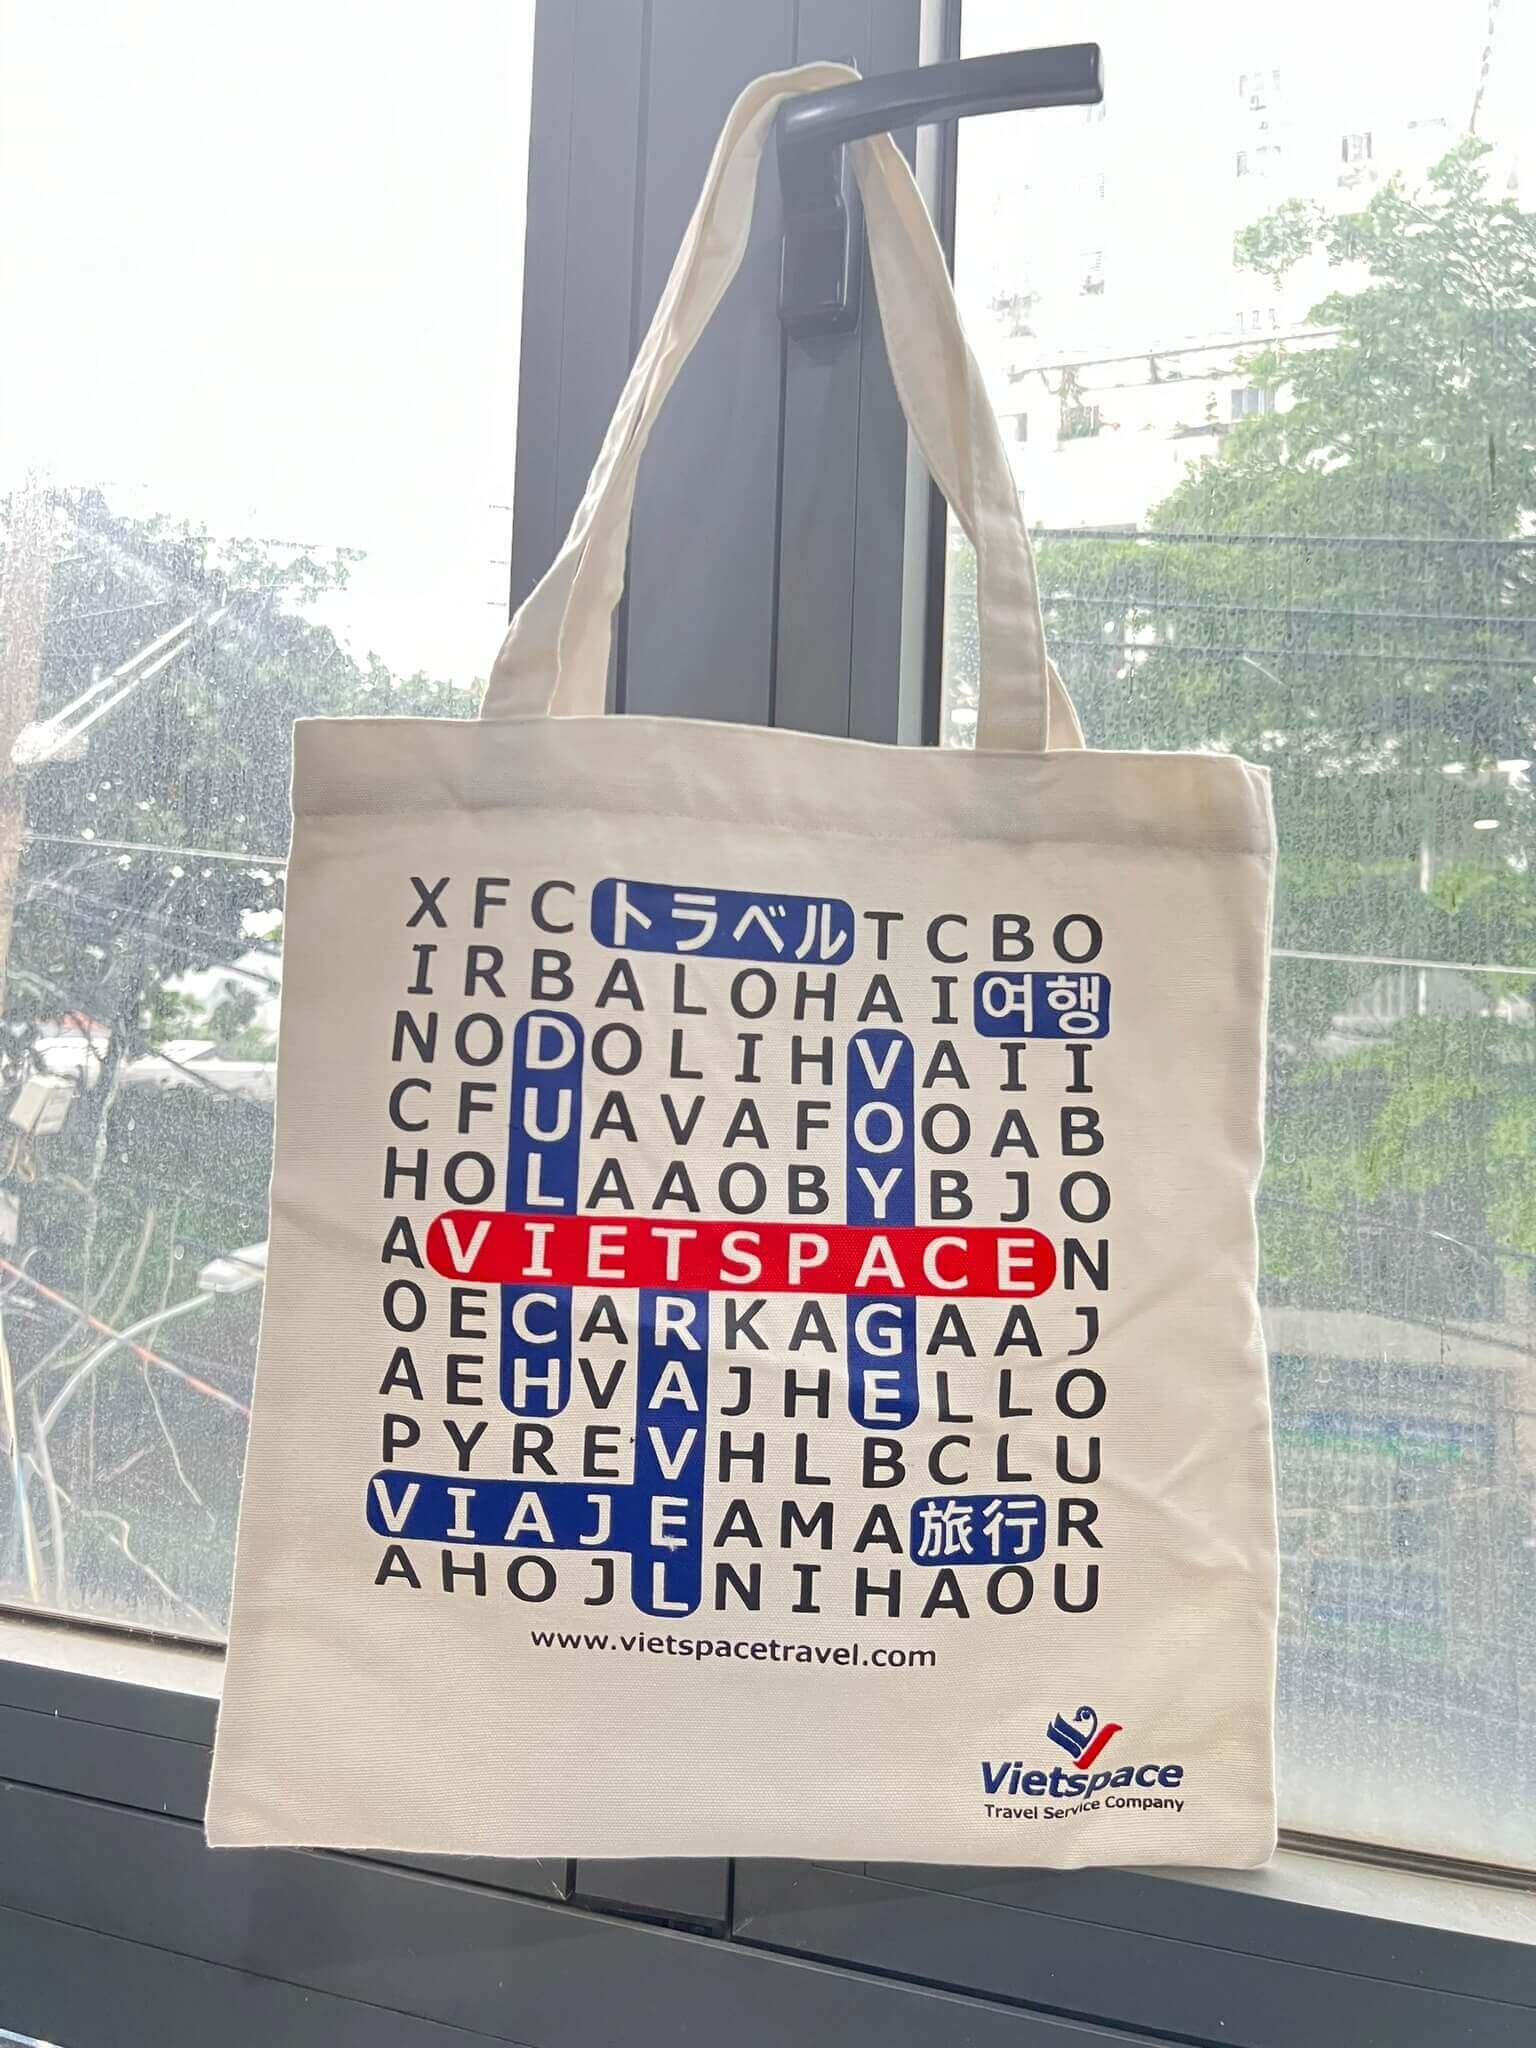 XFCトラベルTCBO
IRBALOHAI여행
NODOLIHVAII
CFUAVAFOOAB
HOLAAOBYBJO
AVIETSPACEN
OECARKAGAAJ
AEHVAJHELLO
PYREVHLBCLU
VIAJEAMA旅行R
AHOJLNIHAOU
www.vietspacetravel.com
Vietspace
Travel Service Company